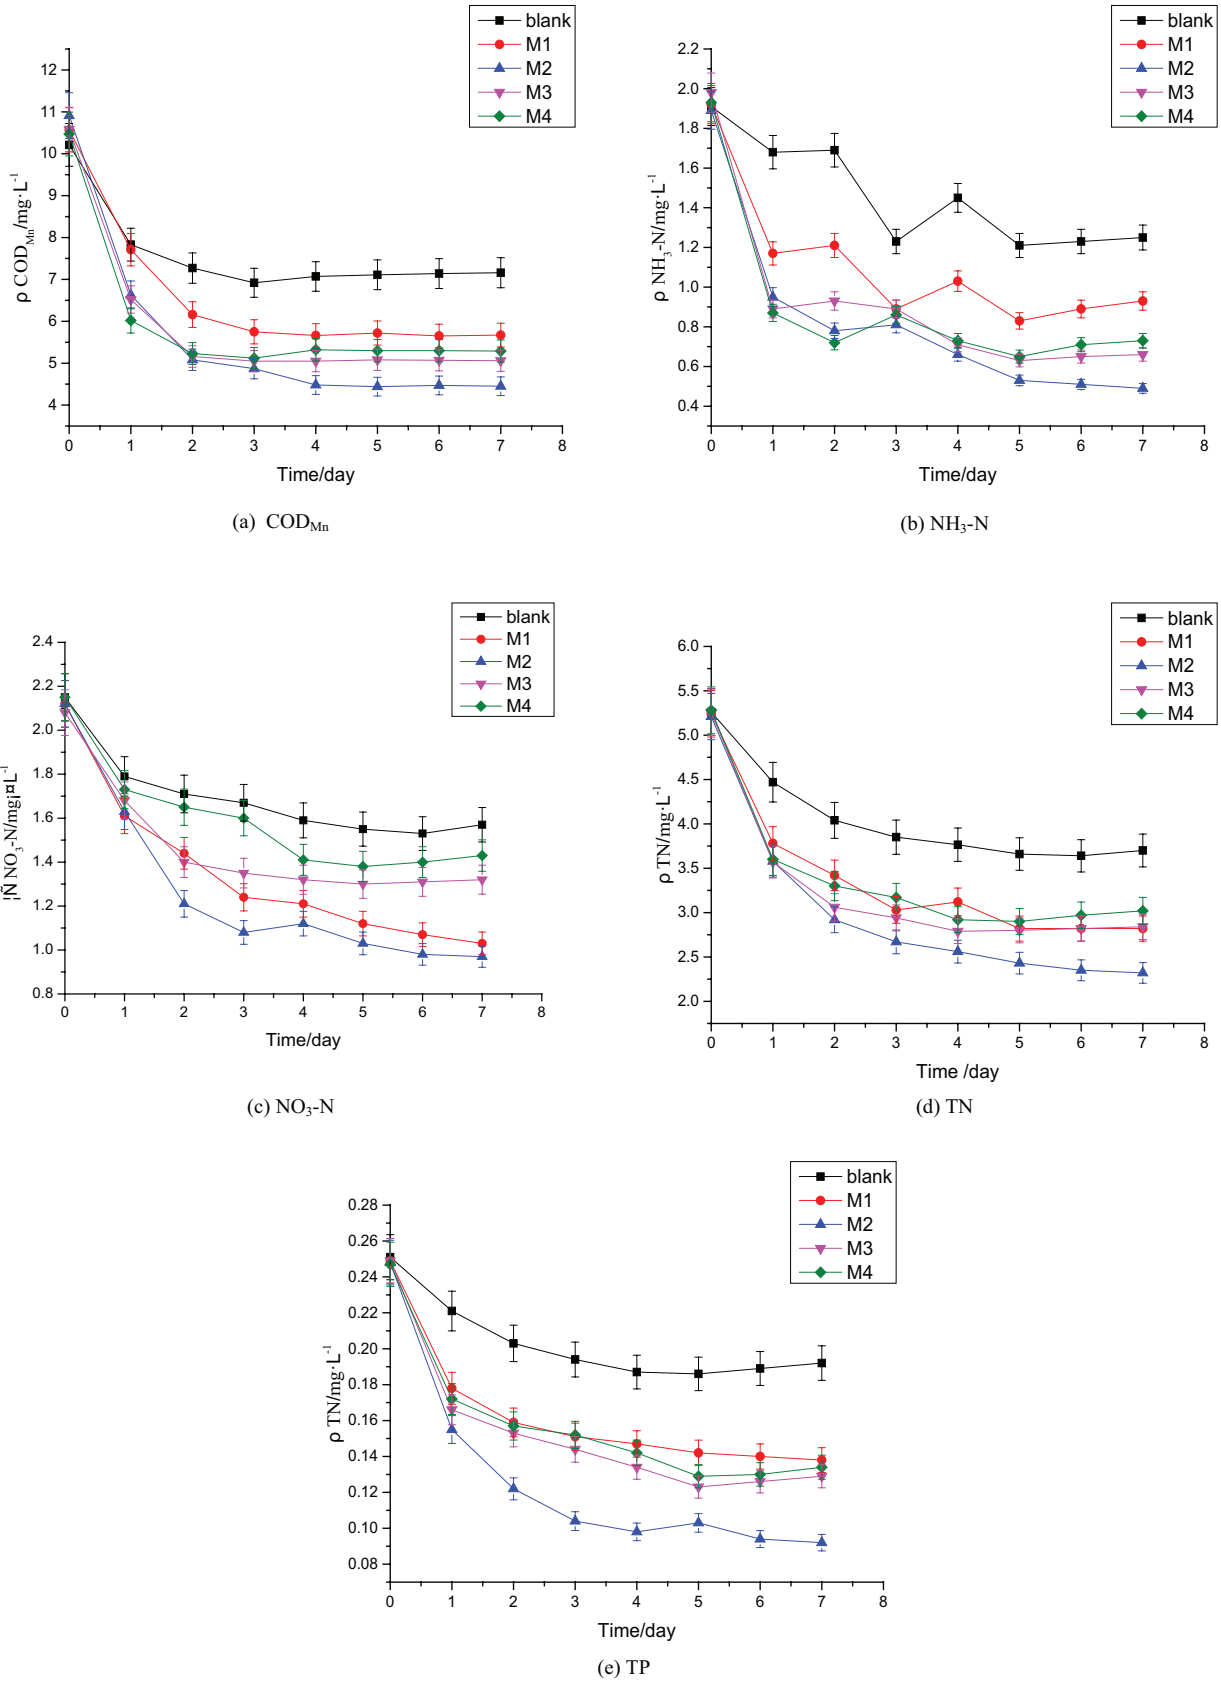 blank
M1
M2
M3
M4
12
11
10
9
8
7
6
5
4
ρ COD_Mn/mg·L⁻¹
0 1 2 3 4 5 6 7 8
Time/day
(a) COD_Mn
blank
M1
M2
M3
M4
2.2
2.0
1.8
1.6
1.4
1.2
1.0
0.8
0.6
0.4
ρ NH₃-N/mg·L⁻¹
0 1 2 3 4 5 6 7 8
Time/day
(b) NH₃-N
blank
M1
M2
M3
M4
2.4
2.2
2.0
1.8
1.6
1.4
1.2
1.0
0.8
¦Ñ NO₃-N/mg¡¤L⁻¹
0 1 2 3 4 5 6 7 8
Time/day
(c) NO₃-N
blank
M1
M2
M3
M4
6.0
5.5
5.0
4.5
4.0
3.5
3.0
2.5
2.0
ρ TN/mg·L⁻¹
0 1 2 3 4 5 6 7 8
Time /day
(d) TN
blank
M1
M2
M3
M4
0.28
0.26
0.24
0.22
0.20
0.18
0.16
0.14
0.12
0.10
0.08
ρ TN/mg·L⁻¹
0 1 2 3 4 5 6 7 8
Time/day
(e) TP